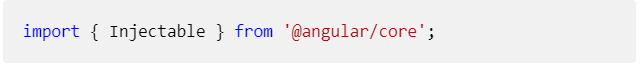 import { Injectable } from '@angular/core';